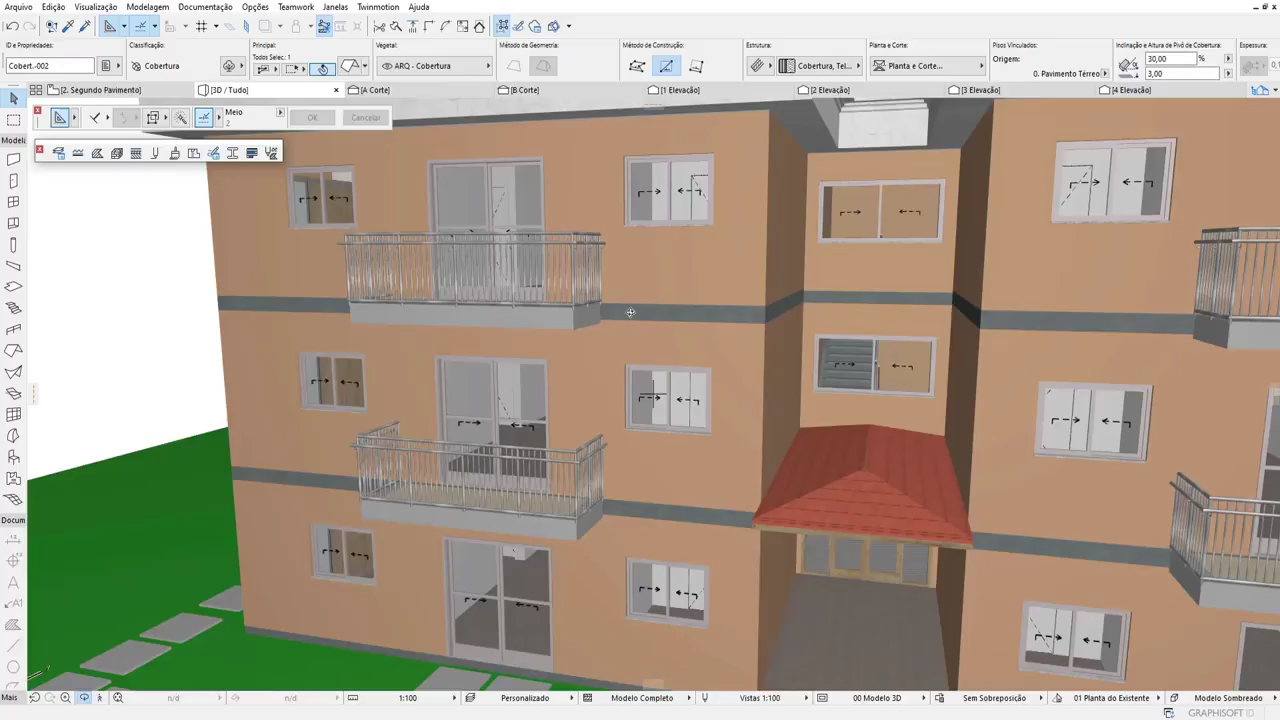 Arquivo Edição Visualização Modelagem Documentação Opções Teamwork Janelas Twinmotion Ajuda
ID e Propriedades: Classificação: Principal: Vegetal: Método de Geometria: Método de Construção: Estrutura: Planta e Corte: Pisos Vinculados: Inclinação e Altura de Pivô de Cobertura: Espessura:
Todos Selec.: 1 Origem: 30,00 %
Cobert.-002 Cobertura ARQ - Cobertura Cobertura, Tel... Planta e Corte... 0. Pavimento Térreo 3,00
[2. Segundo Pavimento] [3D / Tudo] [A Corte] [B Corte] [1 Elevação] [2 Elevação] [3 Elevação] [4 Elevação]
Meio
2
OK Cancelar
Modeli
Docum
Mais n/d n/d 1:100 Personalizado Modelo Completo Vistas 1:100 00 Modelo 3D Sem Sobreposição 01 Planta do Existente Modelo Sombreado
GRAPHISOFT ID